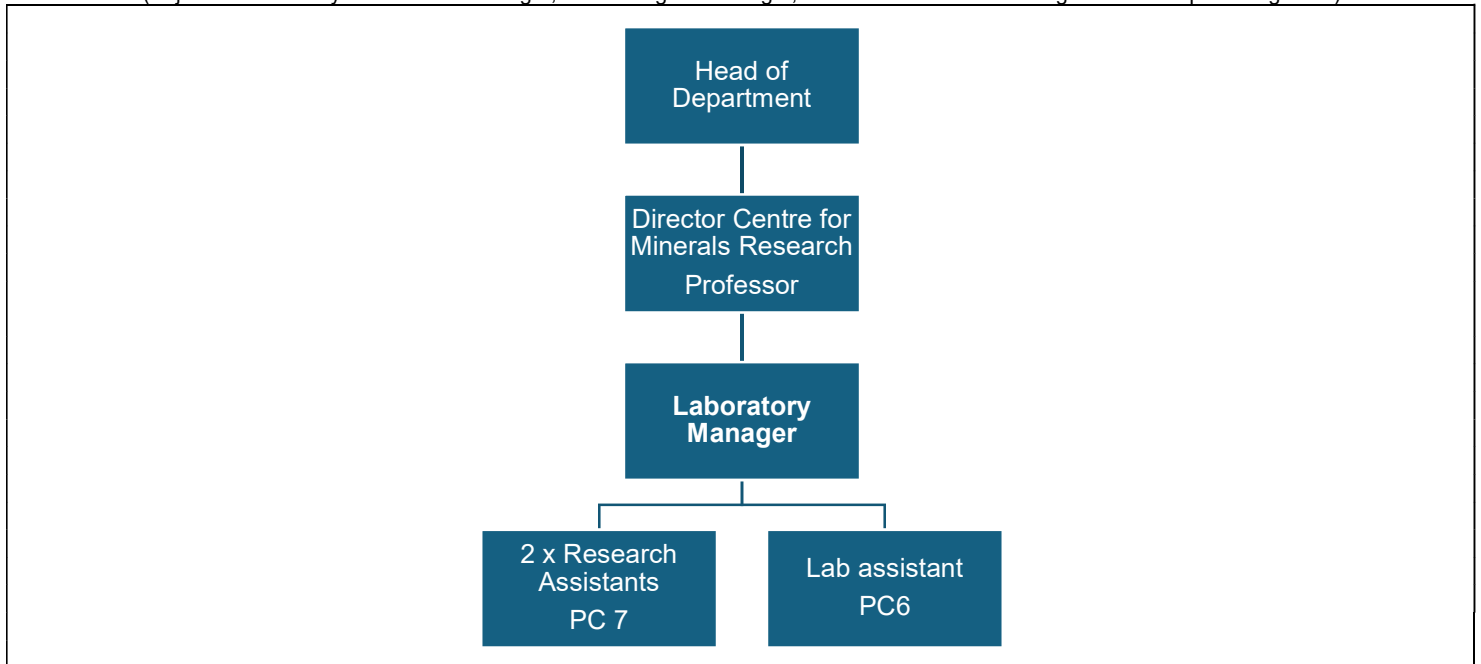 Head of
Department
Director Centre for
Minerals Research
Professor
Laboratory
Manager
2 x Research
Assistants
PC 7
Lab assistant
PC6